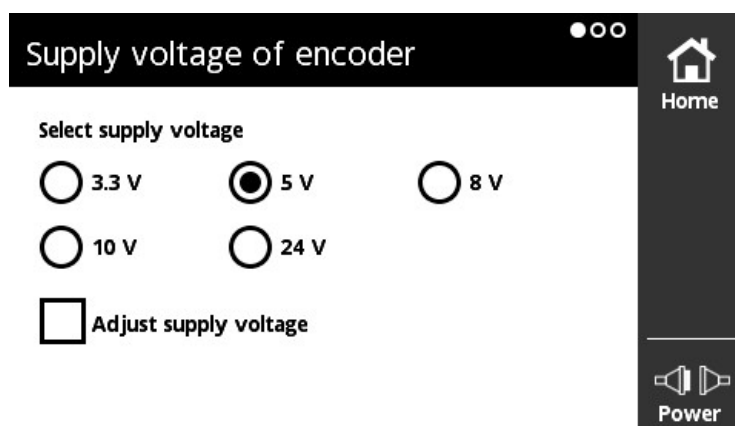 Supply voltage of encoder
Home
Select supply voltage
3.3 V
5 V
8 V
10 V
24 V
Adjust supply voltage
Power